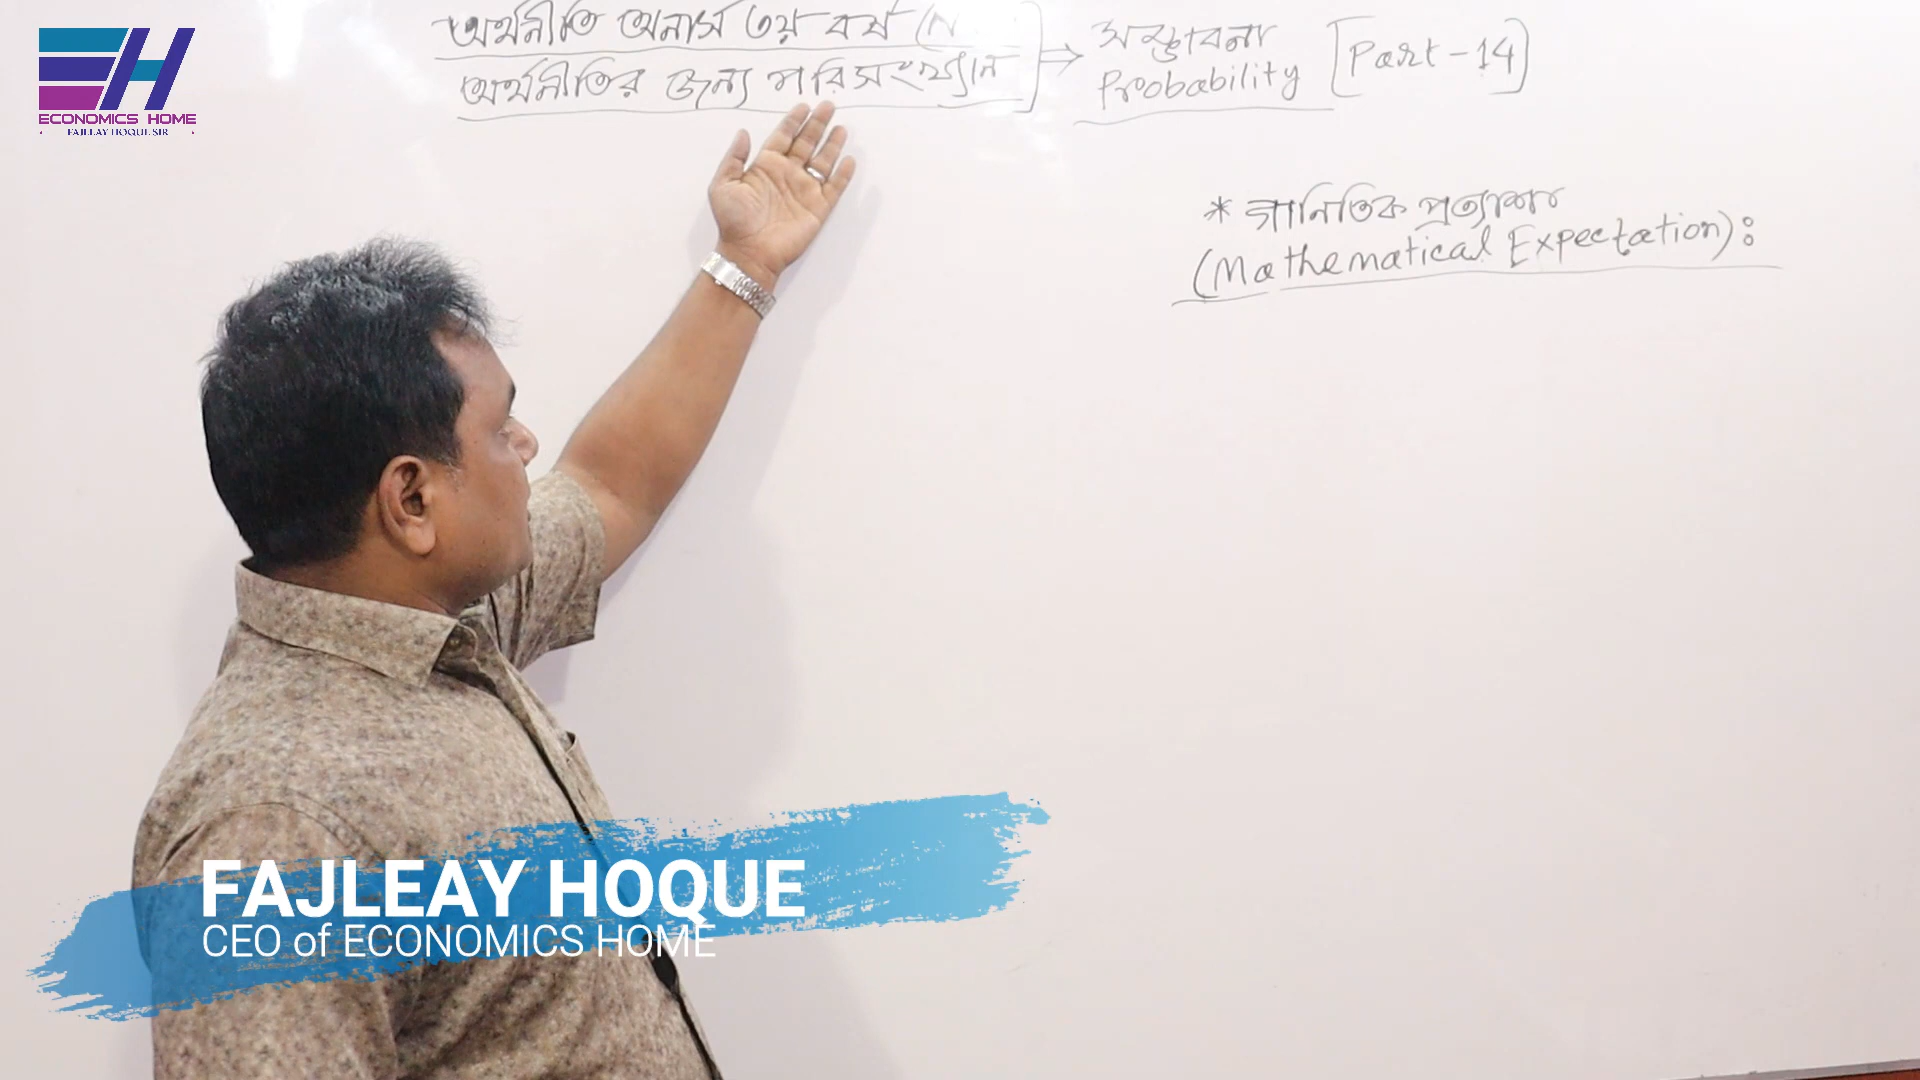 EH
ECONOMICS HOME
FAJLEAY HOQUE SIR
অর্থনীতি অনার্স ৩য় বর্ষ (N
অর্থনীতির জন্য পরিসংখ্যান
সম্ভাবনা
Probability
[Part-14]
* গানিতিক প্রত্যাশা
(Mathematical Expectation):
FAJLEAY HOQUE
CEO of ECONOMICS HOME